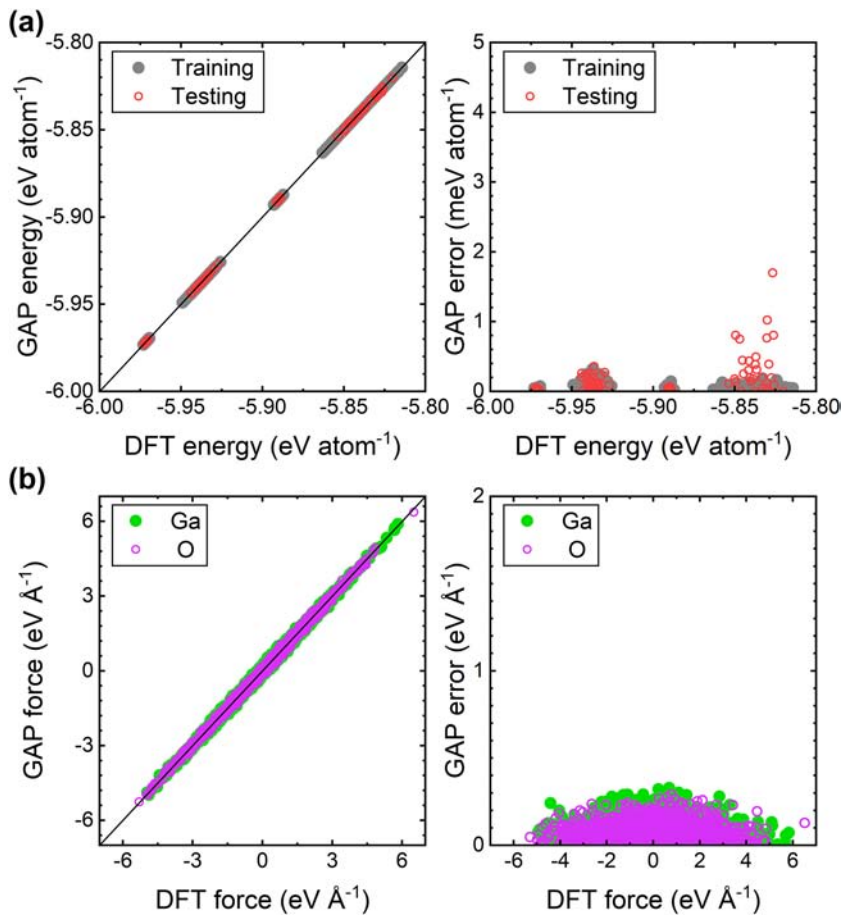 (a)
-5.80
-5.85
-5.90
-5.95
-6.00
GAP energy (eV atom⁻¹)
Training
Testing
-6.00 -5.95 -5.90 -5.85 -5.80
DFT energy (eV atom⁻¹)
5
4
3
2
1
0
GAP error (meV atom⁻¹)
Training
Testing
-6.00 -5.95 -5.90 -5.85 -5.80
DFT energy (eV atom⁻¹)
(b)
6
3
0
-3
-6
GAP force (eV Å⁻¹)
Ga
O
-6 -3 0 3 6
DFT force (eV Å⁻¹)
2
1
0
GAP error (eV Å⁻¹)
Ga
O
-6 -4 -2 0 2 4 6
DFT force (eV Å⁻¹)